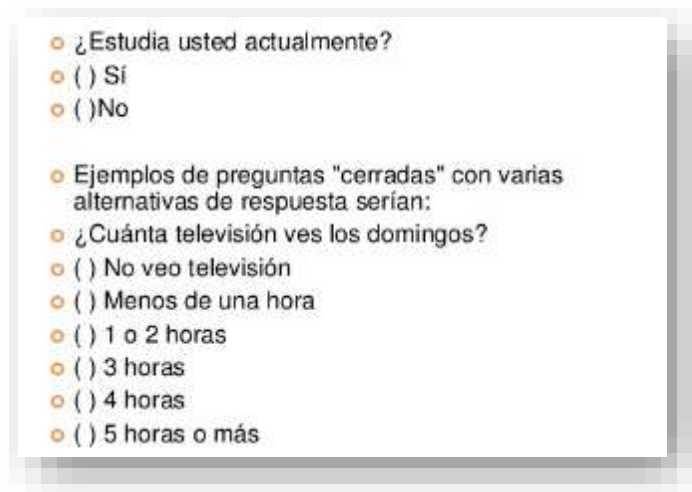 ¿Estudia usted actualmente?
( ) Sí
( )No
Ejemplos de preguntas "cerradas" con varias
alternativas de respuesta serían:
¿Cuánta televisión ves los domingos?
( ) No veo televisión
( ) Menos de una hora
( ) 1 o 2 horas
( ) 3 horas
( ) 4 horas
( ) 5 horas o más